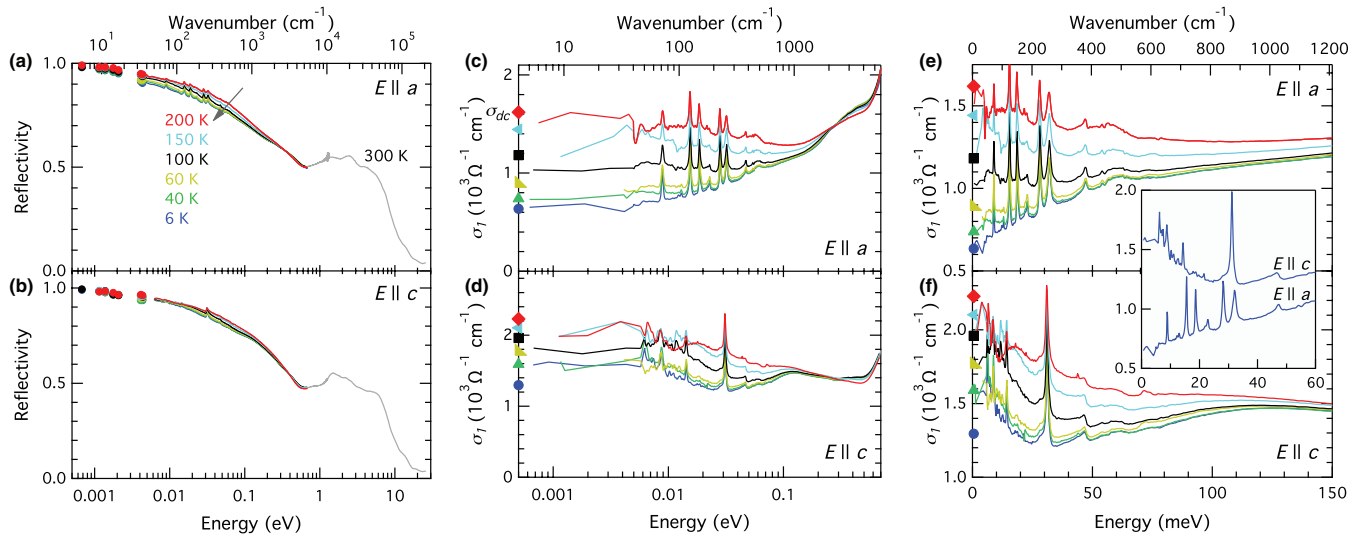 Wavenumber (cm⁻¹)
10¹ 10² 10³ 10⁴ 10⁵
(a)
1.0
0.5
0.0
Reflectivity
E || a
200 K
150 K
100 K
60 K
40 K
6 K
300 K
(b)
1.0
0.5
0.0
Reflectivity
E || c
0.001 0.01 0.1 1 10
Energy (eV)
Wavenumber (cm⁻¹)
10 100 1000
(c)
2
1
0
σdc
σ₁ (10³ Ω⁻¹ cm⁻¹)
E || a
(d)
2
1
0
σ₁ (10³ Ω⁻¹ cm⁻¹)
E || c
0.001 0.01 0.1
Energy (eV)
Wavenumber (cm⁻¹)
0 200 400 600 800 1000 1200
(e)
1.5
1.0
0.5
σ₁ (10³ Ω⁻¹ cm⁻¹)
E || a
2.0
1.5
1.0
0.5
E || c
E || a
0 20 40 60
(f)
2.0
1.5
1.0
σ₁ (10³ Ω⁻¹ cm⁻¹)
E || c
0 50 100 150
Energy (meV)